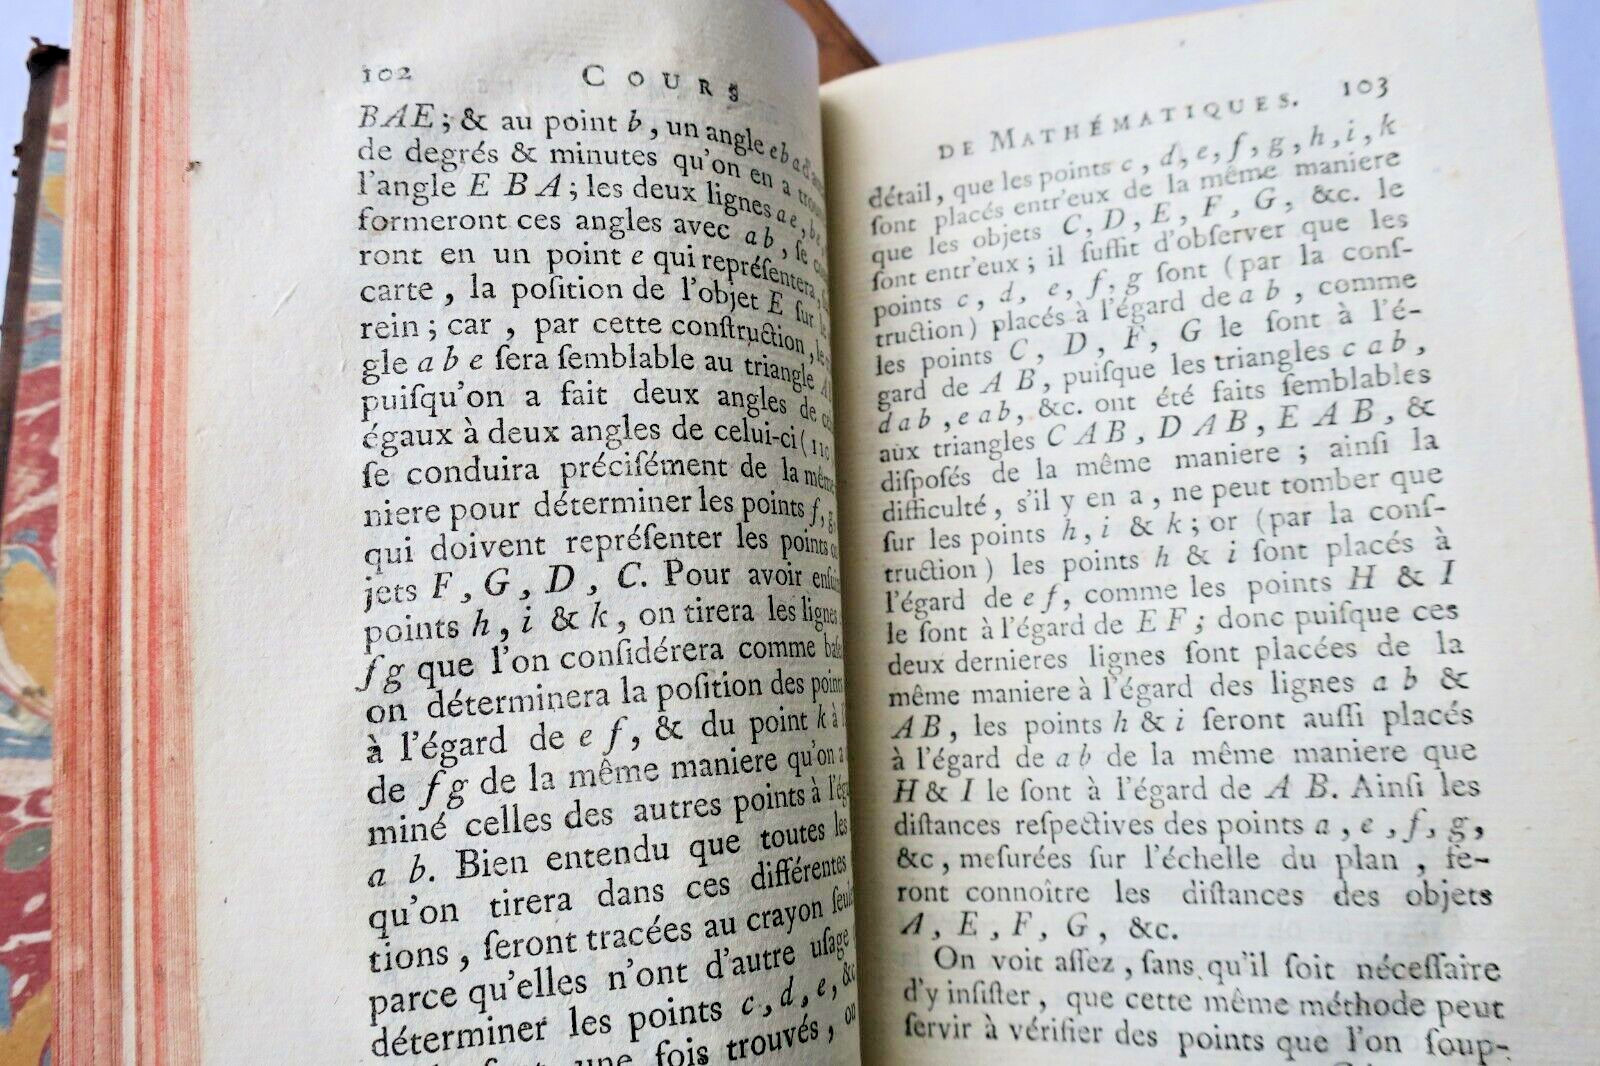 102 COURS
BAE ; & au point b , un angle e b a
de degrés & minutes qu'on en a
l'angle E B A ; les deux lignes a e ,
formeront ces angles avec a b , ſe
ront en un point e qui repréſentera
carte , la poſition de l'objet E ſur
rein ; car , par cette conſtruction ,
gle a b e ſera ſemblable au triangle
puiſqu'on a fait deux angles de
égaux à deux angles de celui-ci (110
ſe conduira préciſément de la
niere pour déterminer les points f, g,
qui doivent repréſenter les points
jets F , G , D , C. Pour avoir
points h , i & k , on tirera les lignes
f g que l'on conſidérera comme
on déterminera la poſition des points
à l'égard de e f , & du point k à
de f g de la même maniere qu'on a
miné celles des autres points à
a b. Bien entendu que toutes les
qu'on tirera dans ces différentes
tions , ſeront tracées au crayon
parce qu'elles n'ont d'autre uſage
déterminer les points c , d , e , &c
une fois trouvés , on
DE MATHÉMATIQUES. 103
détail, que les points c , d , e , f , g , h , i , k
ſont placés entr'eux de la même maniere
que les objets C, D, E, F, G, &c. le
ſont entr'eux ; il ſuffit d'obſerver que les
points c , d, e, f, g ſont ( par la conſ-
truction ) placés à l'égard de a b , comme
les points C, D, F, G le ſont à l'é-
gard de A B, puiſque les triangles c a b ,
d a b , e a b, &c. ont été faits ſemblables
aux triangles C A B , D A B , E A B , &
diſpoſés de la même maniere ; ainſi la
difficulté, s'il y en a , ne peut tomber que
ſur les points h, i & k ; or ( par la conſ-
truction ) les points h & i ſont placés à
l'égard de e f, comme les points H & I
le ſont à l'égard de E F ; donc puiſque ces
deux dernieres lignes ſont placées de la
même maniere à l'égard des lignes a b &
A B, les points h & i ſeront auſſi placés
à l'égard de a b de la même maniere que
H & I le ſont à l'égard de A B. Ainſi les
diſtances reſpectives des points a , e , f , g ,
&c , meſurées ſur l'échelle du plan , ſe-
ront connoître les diſtances des objets
A , E , F , G , &c.
On voit aſſez , ſans qu'il ſoit néceſſaire
d'y inſiſter , que cette même méthode peut
ſervir à vérifier des points que l'on ſoup-